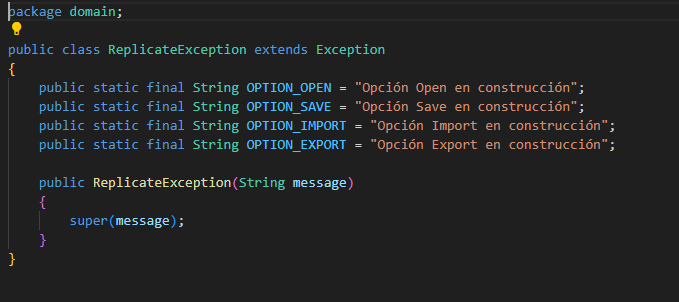 package domain;
public class ReplicateException extends Exception
{
public static final String OPTION_OPEN = "Opción Open en construcción";
public static final String OPTION_SAVE = "Opción Save en construcción";
public static final String OPTION_IMPORT = "Opción Import en construcción";
public static final String OPTION_EXPORT = "Opción Export en construcción";
public ReplicateException(String message)
{
super(message);
}
}